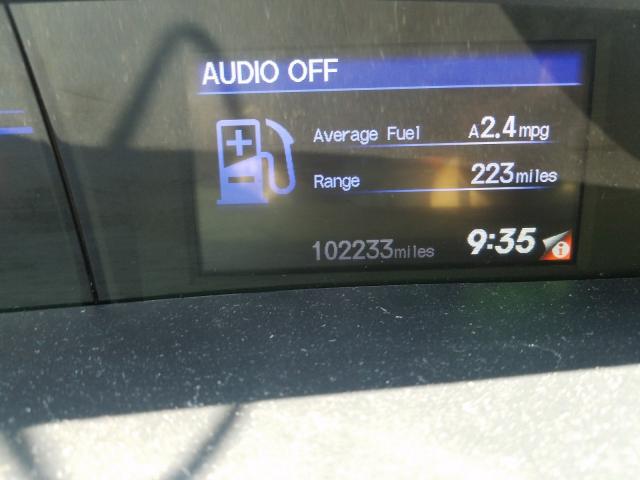 AUDIO OFF
Average Fuel A2.4mpg
Range 223miles
102233miles 9:35 i